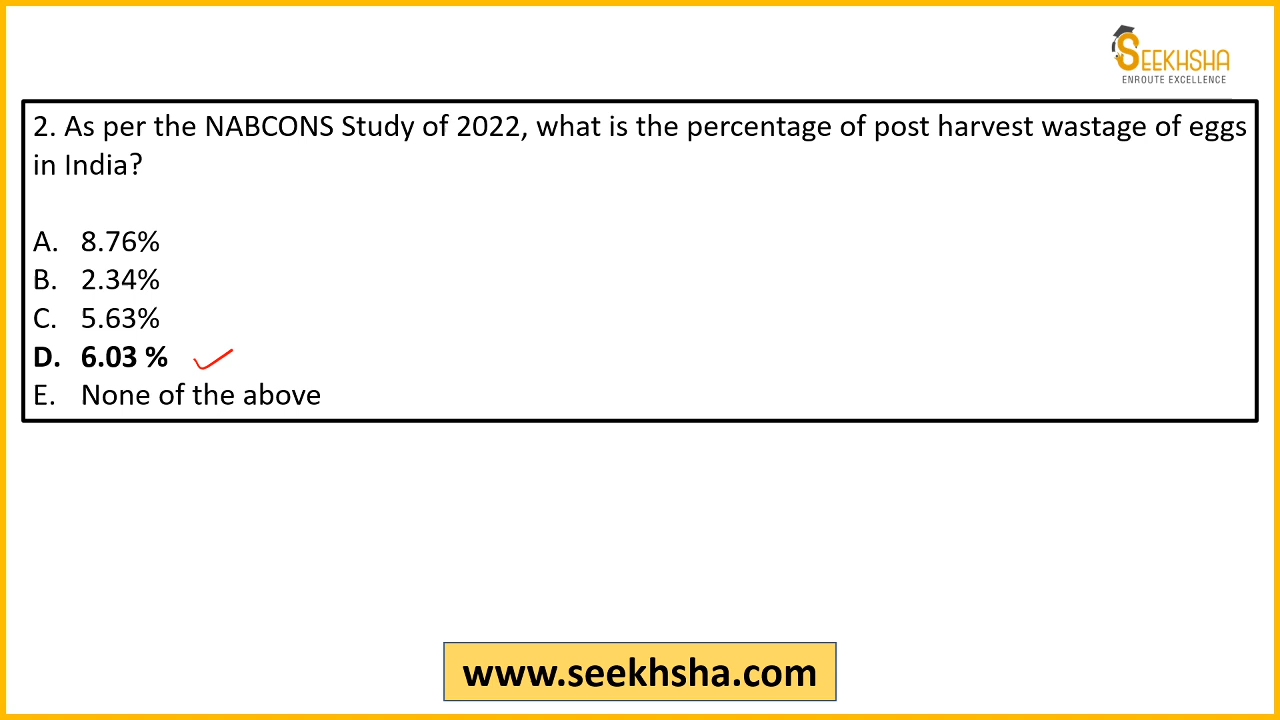 SEEKHSHA
ENROUTE EXCELLENCE
2. As per the NABCONS Study of 2022, what is the percentage of post harvest wastage of eggs
in India?
A. 8.76%
B. 2.34%
C. 5.63%
D. 6.03 %
E. None of the above
www.seekhsha.com